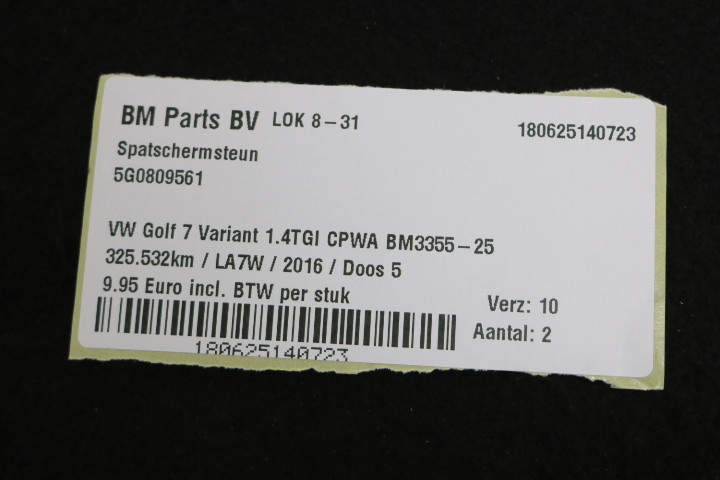 BM Parts BV LOK 8-31
180625140723
Spatschermsteun
5G0809561
VW Golf 7 Variant 1.4TGI CPWA BM3355-25
325.532km / LA7W / 2016 / Doos 5
9.95 Euro incl. BTW per stuk
Verz: 10
Aantal: 2
180625140723